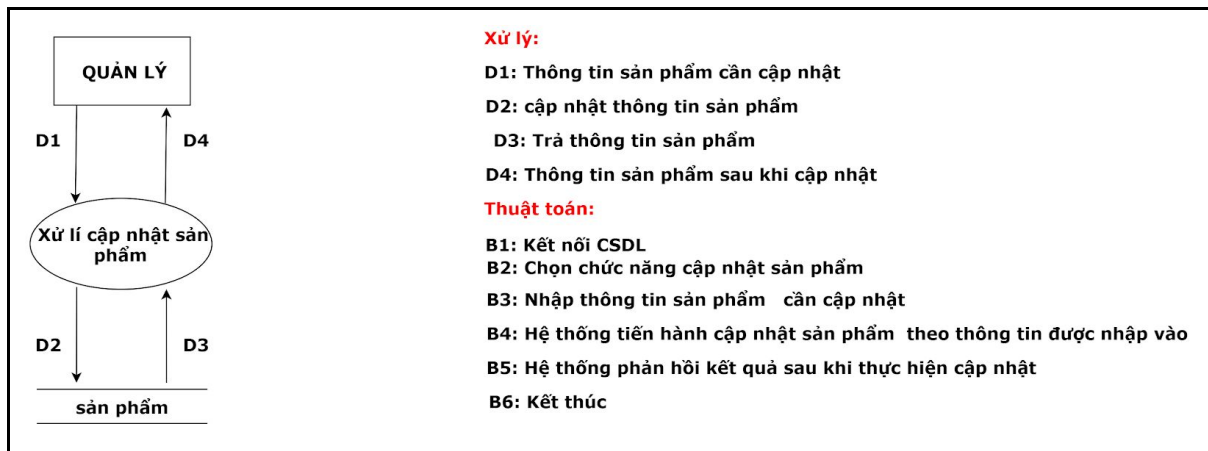 QUẢN LÝ
D1
D4
Xử lí cập nhật sản
phẩm
D2
D3
sản phẩm
Xử lý:
D1: Thông tin sản phẩm cần cập nhật
D2: cập nhật thông tin sản phẩm
D3: Trả thông tin sản phẩm
D4: Thông tin sản phẩm sau khi cập nhật
Thuật toán:
B1: Kết nối CSDL
B2: Chọn chức năng cập nhật sản phẩm
B3: Nhập thông tin sản phẩm cần cập nhật
B4: Hệ thống tiến hành cập nhật sản phẩm theo thông tin được nhập vào
B5: Hệ thống phản hồi kết quả sau khi thực hiện cập nhật
B6: Kết thúc